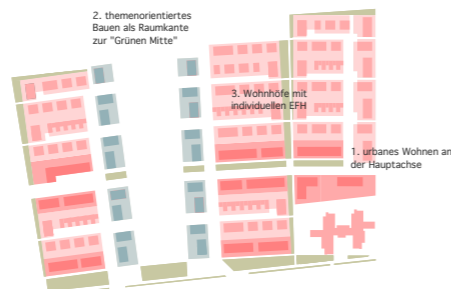 2. themenorientiertes
Bauen als Raumkante
zur "Grünen Mitte"
3. Wohnhöfe mit
individuellen EFH
1. urbanes Wohnen an
der Hauptachse